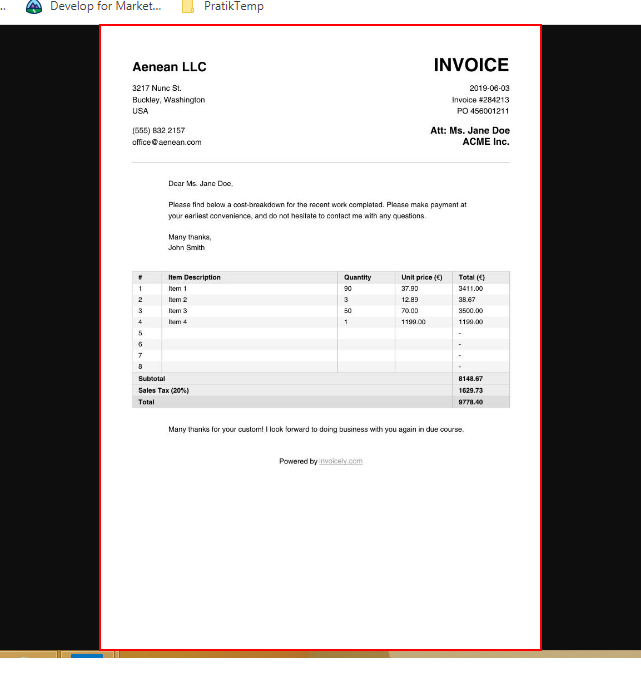 .. Develop for Market... PratikTemp
Aenean LLC
INVOICE
3217 Nunc St.
Buckley, Washington
USA
2019-06-03
Invoice #284213
PO 456001211
(555) 832 2157
office@aenean.com
Att: Ms. Jane Doe
ACME Inc.
Dear Ms. Jane Doe,
Please find below a cost-breakdown for the recent work completed. Please make payment at
your earliest convenience, and do not hesitate to contact me with any questions.
Many thanks,
John Smith
# Item Description Quantity Unit price (€) Total (€)
1 Item 1 90 37.90 3411.00
2 Item 2 3 12.89 38.67
3 Item 3 50 70.00 3500.00
4 Item 4 1 1199.00 1199.00
5 -
6 -
7 -
8 -
Subtotal 8148.67
Sales Tax (20%) 1629.73
Total 9778.40
Many thanks for your custom! I look forward to doing business with you again in due course.
Powered by invoicely.com